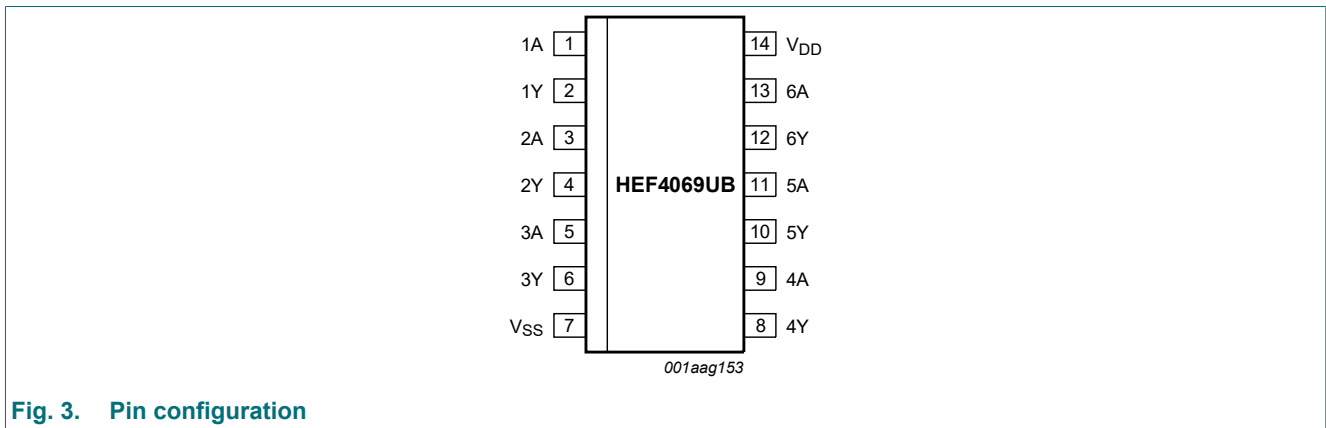 1A 1 14 VDD
1Y 2 13 6A
2A 3 12 6Y
2Y 4 HEF4069UB 11 5A
3A 5 10 5Y
3Y 6 9 4A
VSS 7 8 4Y
001aag153
Fig. 3. Pin configuration